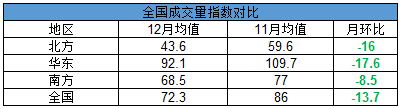 全国成交量指数对比
地区 12月均值 11月均值 月环比
北方 43.6 59.6 -16
华东 92.1 109.7 -17.6
南方 68.5 77 -8.5
全国 72.3 86 -13.7